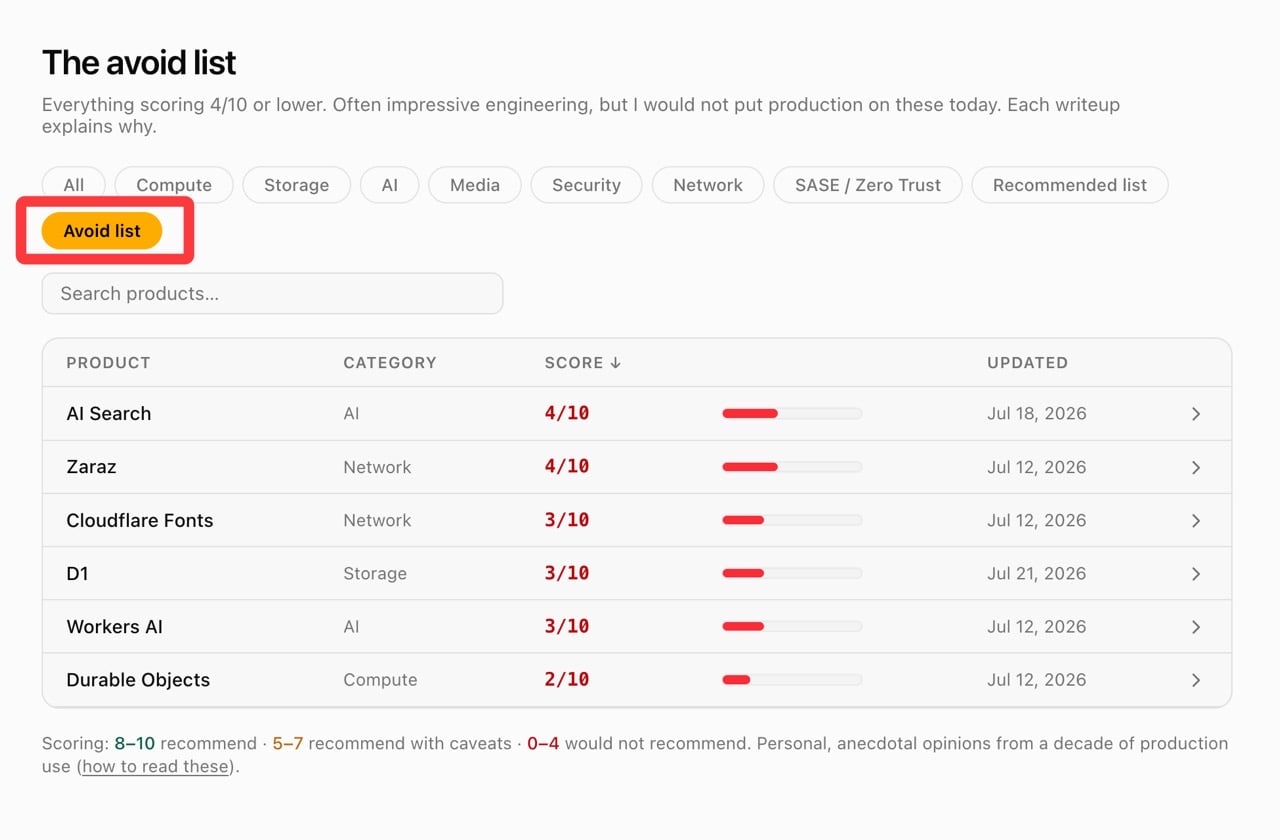 The avoid list
Everything scoring 4/10 or lower. Often impressive engineering, but I would not put production on these today. Each writeup
explains why.
All Compute Storage AI Media Security Network SASE / Zero Trust Recommended list
Avoid list
Search products...
PRODUCT CATEGORY SCORE ↓ UPDATED
AI Search AI 4/10 Jul 18, 2026
Zaraz Network 4/10 Jul 12, 2026
Cloudflare Fonts Network 3/10 Jul 12, 2026
D1 Storage 3/10 Jul 21, 2026
Workers AI AI 3/10 Jul 12, 2026
Durable Objects Compute 2/10 Jul 12, 2026
Scoring: 8–10 recommend · 5–7 recommend with caveats · 0–4 would not recommend. Personal, anecdotal opinions from a decade of production
use (how to read these).